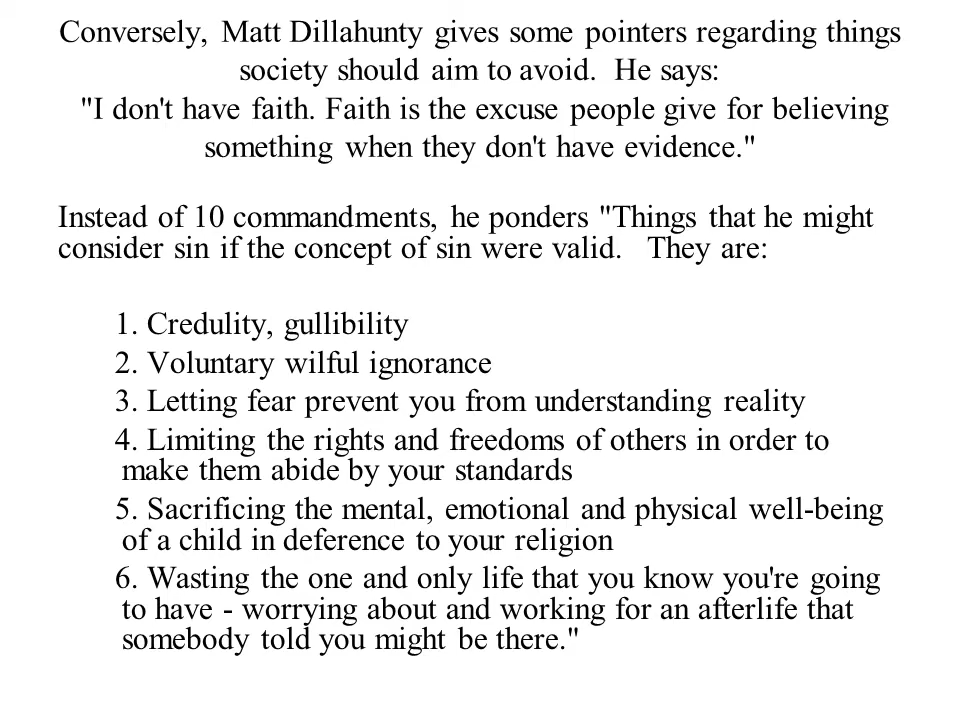 Conversely, Matt Dillahunty gives some pointers regarding things
society should aim to avoid.  He says:
"I don't have faith. Faith is the excuse people give for believing
something when they don't have evidence."
Instead of 10 commandments, he ponders "Things that he might
consider sin if the concept of sin were valid.   They are:
1. Credulity, gullibility
2. Voluntary wilful ignorance
3. Letting fear prevent you from understanding reality
4. Limiting the rights and freedoms of others in order to
make them abide by your standards
5. Sacrificing the mental, emotional and physical well-being
of a child in deference to your religion
6. Wasting the one and only life that you know you're going
to have - worrying about and working for an afterlife that
somebody told you might be there."